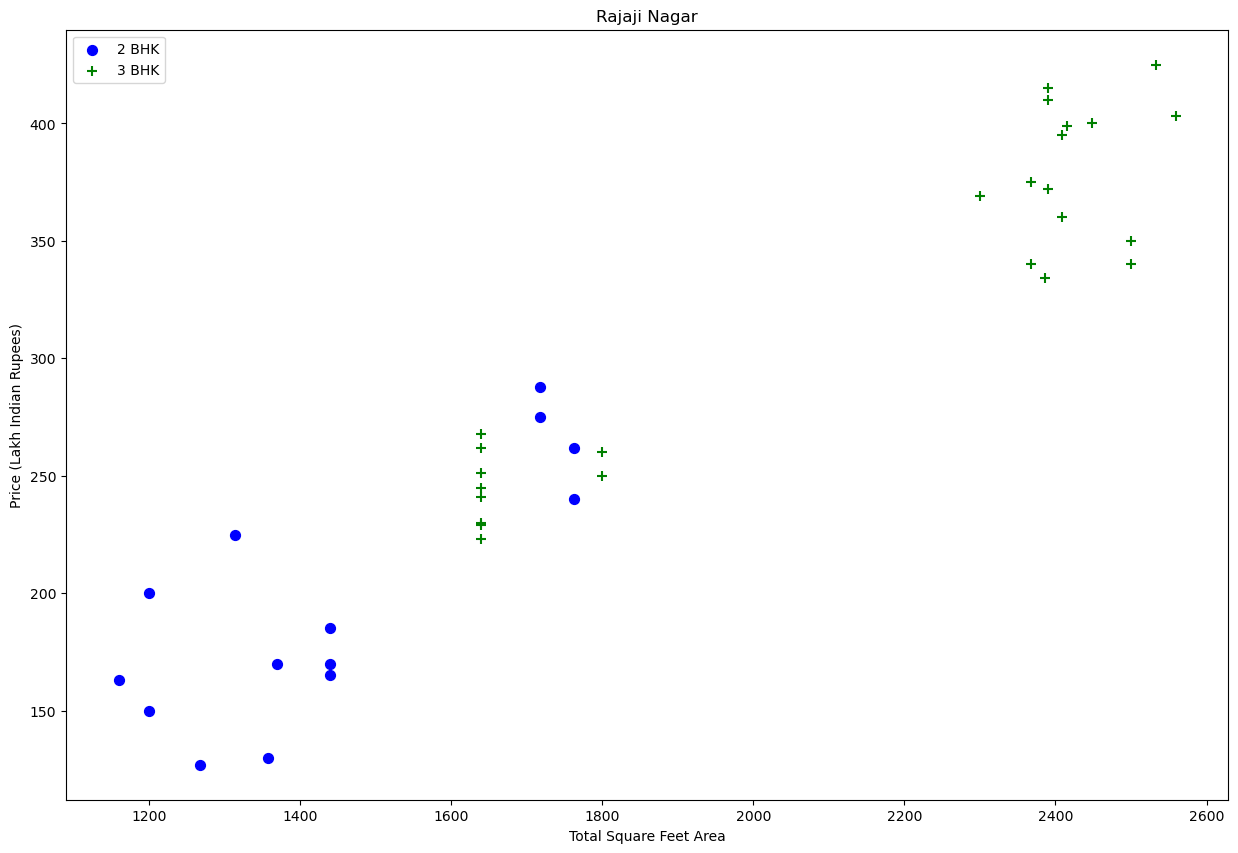 Rajaji Nagar
2 BHK
3 BHK
Price (Lakh Indian Rupees)
400
350
300
250
200
150
1200 1400 1600 1800 2000 2200 2400 2600
Total Square Feet Area